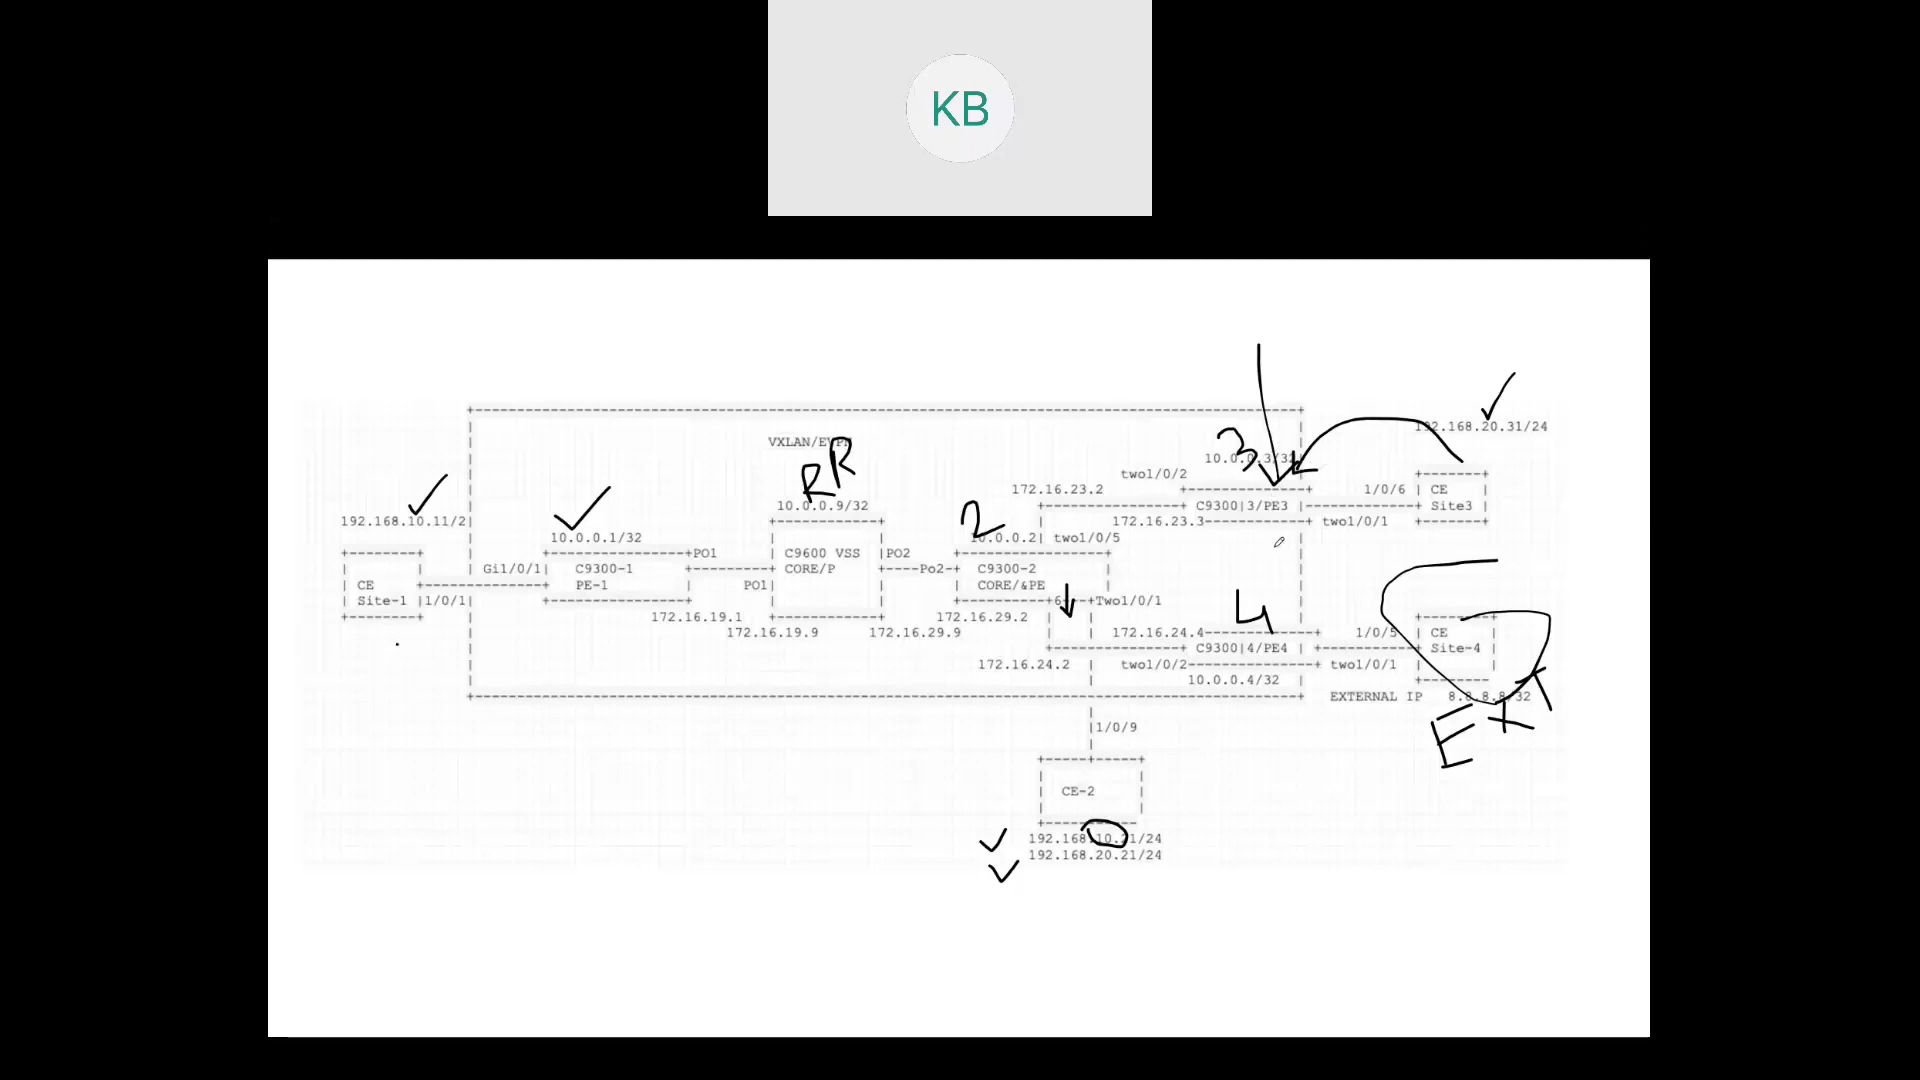 KB
VXLAN/EVPN
RR
10.0.0.9/32
192.168.10.11/2
10.0.0.1/32
CE
Site-1
1/0/1
Gi1/0/1
C9300-1
PE-1
PO1
PO1
172.16.19.1
172.16.19.9
C9600 VSS
CORE/P
PO2
Po2
172.16.29.9
172.16.29.2
2
10.0.0.2
C9300-2
CORE/&PE
two1/0/5
6
Two1/0/1
172.16.23.2
two1/0/2
3
10.0.0.3/32
C9300|3/PE3
172.16.23.3
two1/0/1
1/0/6
192.168.20.31/24
CE
Site3
4
172.16.24.4
C9300|4/PE4
172.16.24.2
two1/0/2
10.0.0.4/32
1/0/5
two1/0/1
CE
Site-4
EXTERNAL IP 8.8.8.8/32
Ext
1/0/9
CE-2
192.168.10.21/24
192.168.20.21/24